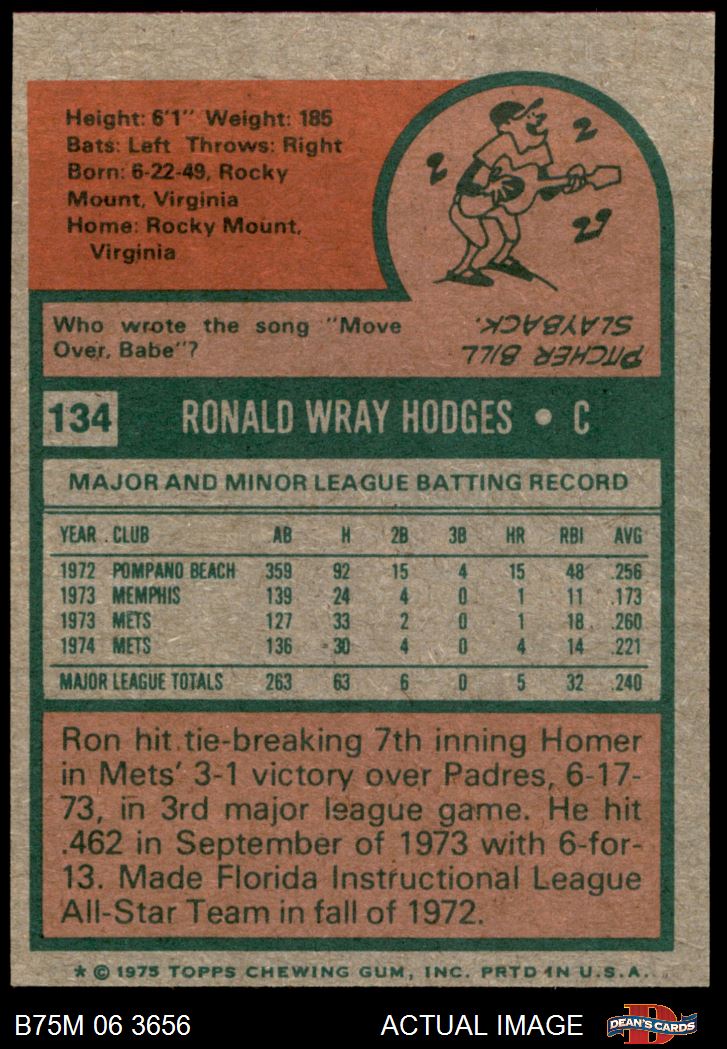 Height: 6'1" Weight: 185
Bats: Left Throws: Right
Born: 6-22-49, Rocky
Mount, Virginia
Home: Rocky Mount,
Virginia
Who wrote the song "Move
Over, Babe"?
PITCHER BILL
SLAYBACK.
134 RONALD WRAY HODGES • C
MAJOR AND MINOR LEAGUE BATTING RECORD
YEAR CLUB AB H 2B 3B HR RBI AVG
1972 POMPANO BEACH 359 92 15 4 15 48 .256
1973 MEMPHIS 139 24 4 0 1 11 .173
1973 METS 127 33 2 0 1 18 .260
1974 METS 136 30 4 0 4 14 .221
MAJOR LEAGUE TOTALS 263 63 6 0 5 32 .240
Ron hit tie-breaking 7th inning Homer
in Mets' 3-1 victory over Padres, 6-17-
73, in 3rd major league game. He hit
.462 in September of 1973 with 6-for-
13. Made Florida Instructional League
All-Star Team in fall of 1972.
* © 1975 TOPPS CHEWING GUM, INC. PRTD IN U.S.A.
B75M 06 3656 ACTUAL IMAGE DEAN'S CARDS